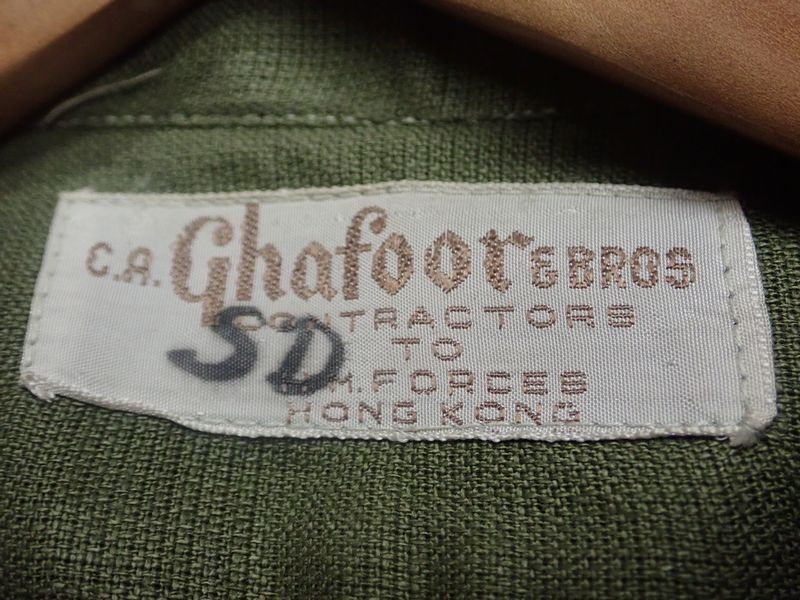 C.A. Ghafoor & BROS
CONTRACTORS
TO
H.M. FORCES
HONG KONG
SD